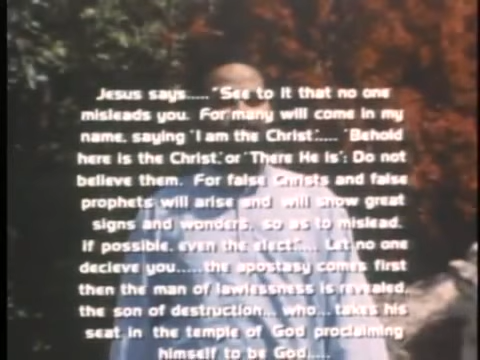 Jesus says....."See to it that no one
misleads you. For many will come in my
name, saying 'I am the Christ'.... 'Behold
here is the Christ,' or 'There He is'; Do not
believe them. For false Christs and false
prophets will arise and will show great
signs and wonders, so as to mislead,
if possible, even the elect.".... Let no one
decieve you.....the apostasy comes first
then the man of lawlessness is revealed,
the son of destruction... who... takes his
seat in the temple of God proclaiming
himself to be God....